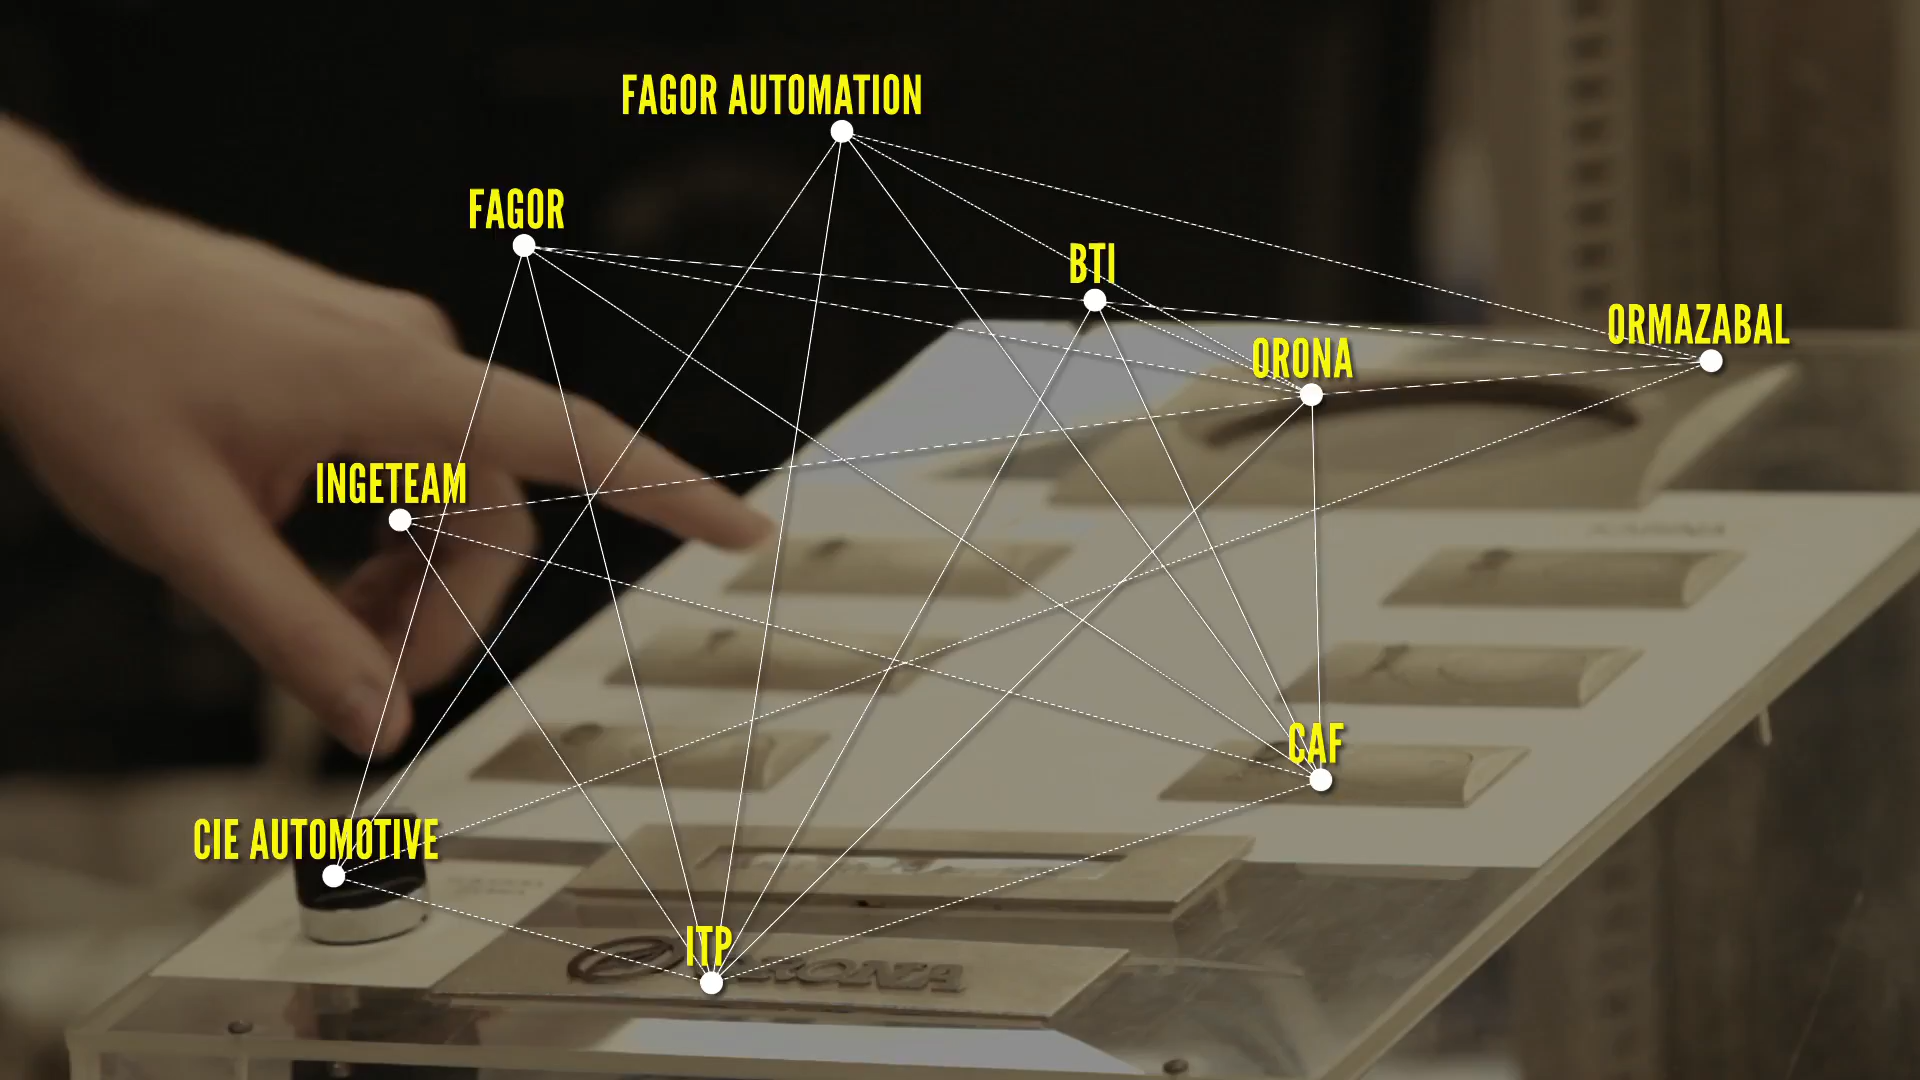 FAGOR AUTOMATION
FAGOR
BTI
ORMAZABAL
ORONA
INGETEAM
CAF
CIE AUTOMOTIVE
ITP